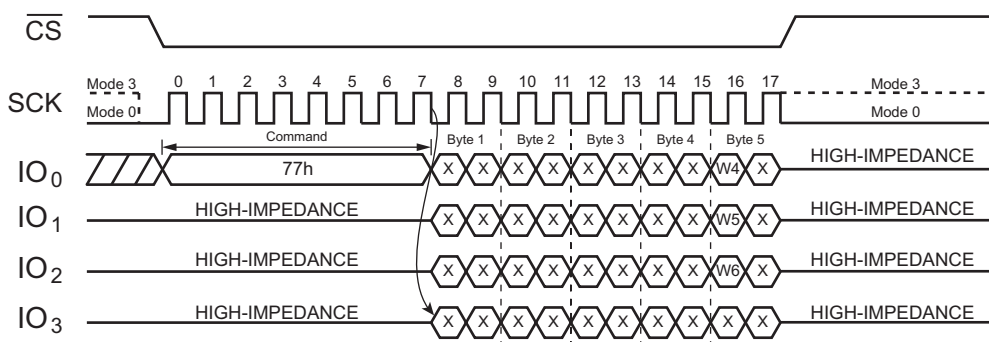 CS
0 1 2 3 4 5 6 7 8 9 10 11 12 13 14 15 16 17
Mode 3 Mode 3
SCK
Mode 0 Mode 0
Command Byte 1 Byte 2 Byte 3 Byte 4 Byte 5
IO0 77h X X X X X X X X W4 X HIGH-IMPEDANCE
IO1 HIGH-IMPEDANCE X X X X X X X X W5 X HIGH-IMPEDANCE
IO2 HIGH-IMPEDANCE X X X X X X X X W6 X HIGH-IMPEDANCE
IO3 HIGH-IMPEDANCE X X X X X X X X X X HIGH-IMPEDANCE